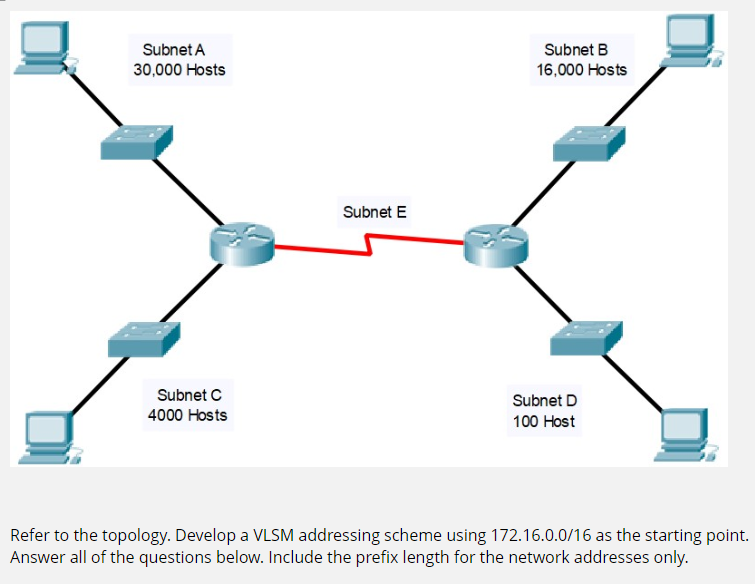 Subnet A
30,000 Hosts
Subnet B
16,000 Hosts
Subnet E
Subnet C
4000 Hosts
Subnet D
100 Host
Refer to the topology. Develop a VLSM addressing scheme using 172.16.0.0/16 as the starting point.
Answer all of the questions below. Include the prefix length for the network addresses only.